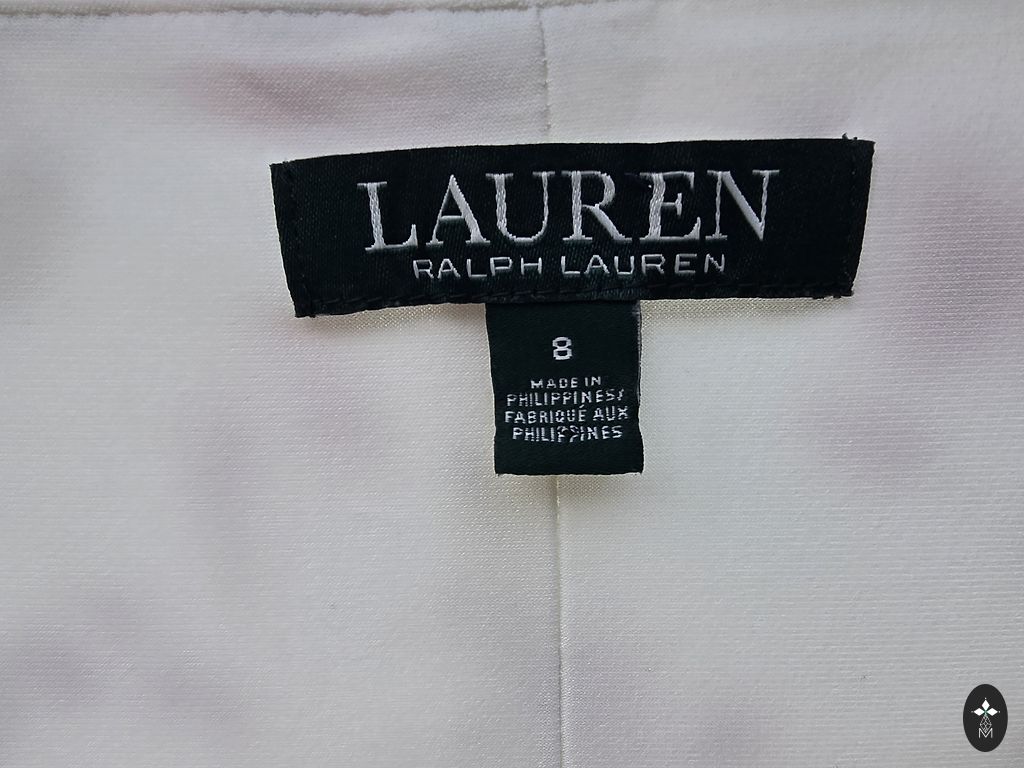 LAUREN
RALPH LAUREN
8
MADE IN
PHILIPPINES/
FABRIQUÉ AUX
PHILIPPINES
M